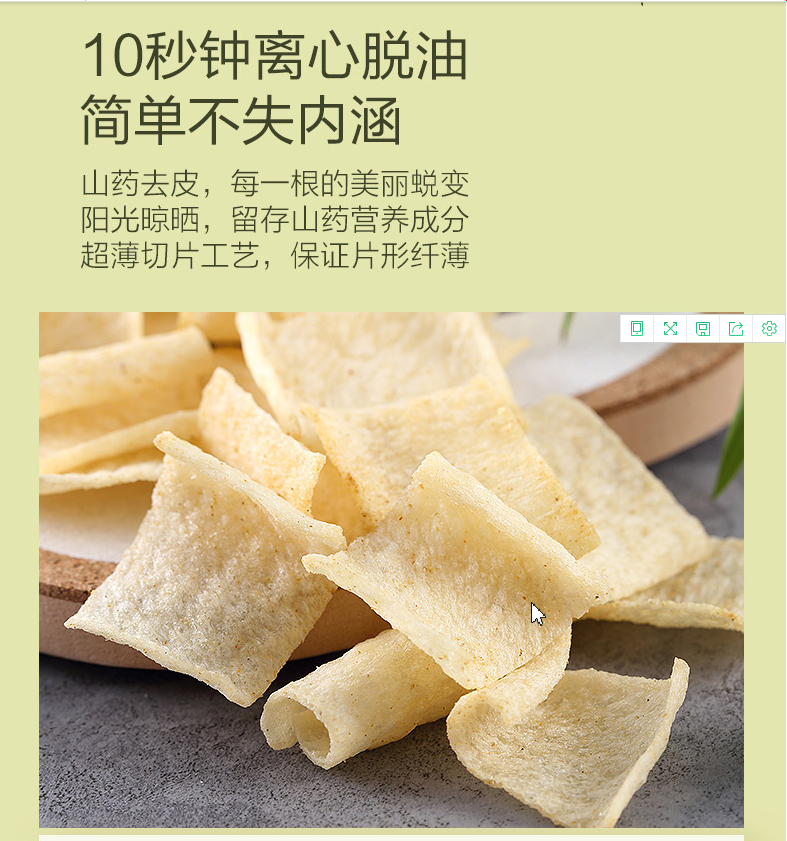 10秒钟离心脱油
简单不失内涵
山药去皮，每一根的美丽蜕变
阳光晾晒，留存山药营养成分
超薄切片工艺，保证片形纤薄